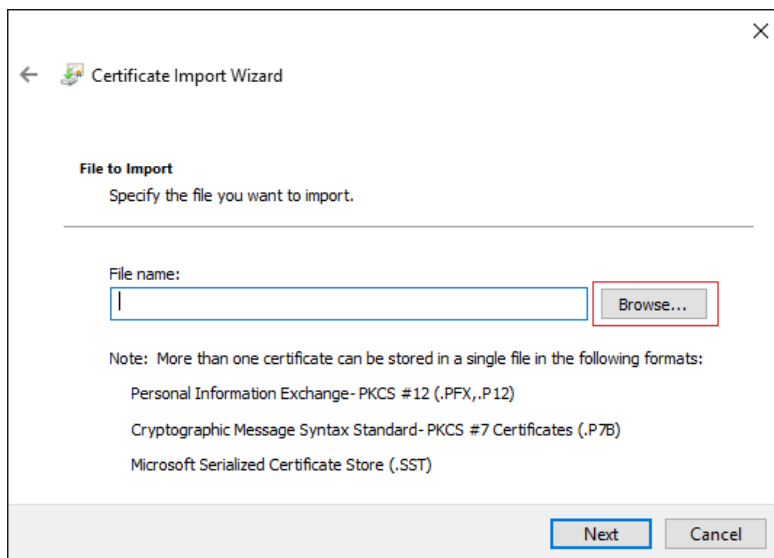 Certificate Import Wizard
File to Import
Specify the file you want to import.
File name:
Browse...
Note:  More than one certificate can be stored in a single file in the following formats:
Personal Information Exchange- PKCS #12 (.PFX,.P12)
Cryptographic Message Syntax Standard- PKCS #7 Certificates (.P7B)
Microsoft Serialized Certificate Store (.SST)
Next
Cancel